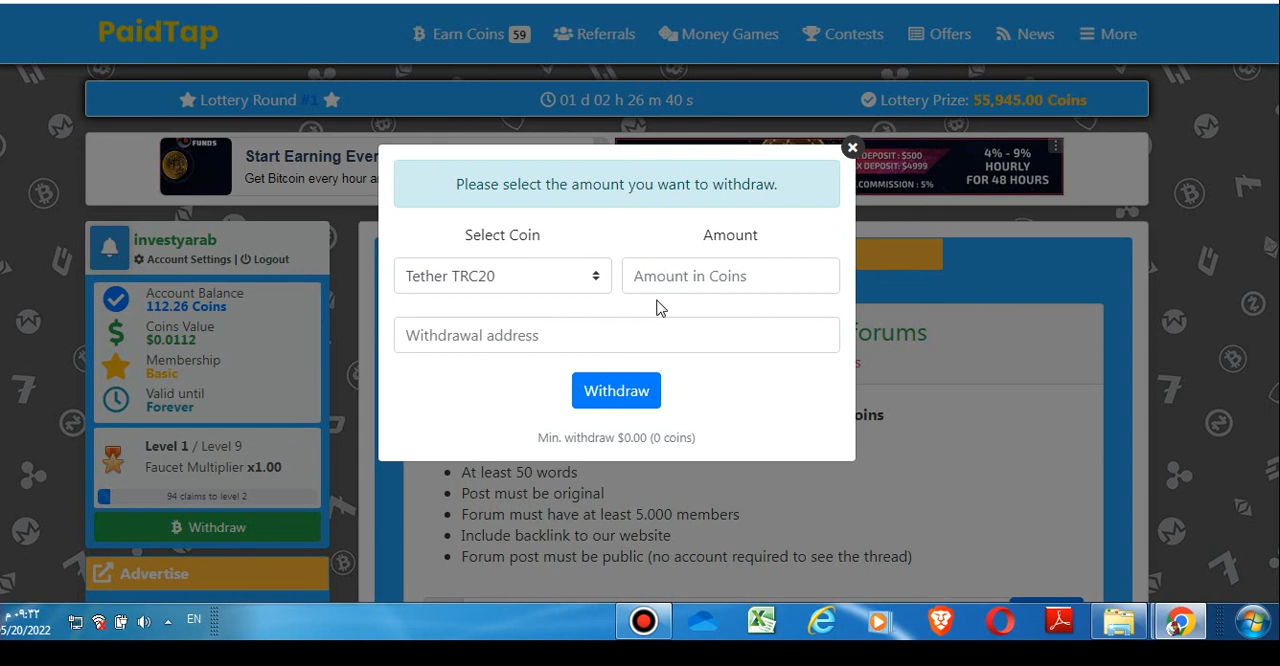 PaidTap
Earn Coins 59
Referrals
Money Games
Contests
Offers
News
More
Lottery Round #1
01 d 02 h 26 m 40 s
Lottery Prize: 55,945.00 Coins
FUNDS
Start Earning Ever
Get Bitcoin every hour a
DEPOSIT : $500
DEPOSIT : $4999
COMMISSION : 5%
4% - 9%
HOURLY
FOR 48 HOURS
Please select the amount you want to withdraw.
Select Coin
Amount
Tether TRC20
Amount in Coins
Withdrawal address
Withdraw
Min. withdraw $0.00 (0 coins)
investyarab
Account Settings | Logout
Account Balance
112.26 Coins
Coins Value
$0.0112
Membership
Basic
Valid until
Forever
Level 1 / Level 9
Faucet Multiplier x1.00
94 claims to level 2
Withdraw
Advertise
forums
s
oins
At least 50 words
Post must be original
Forum must have at least 5.000 members
Include backlink to our website
Forum post must be public (no account required to see the thread)
٠٩:٢٢ م
5/20/2022
EN